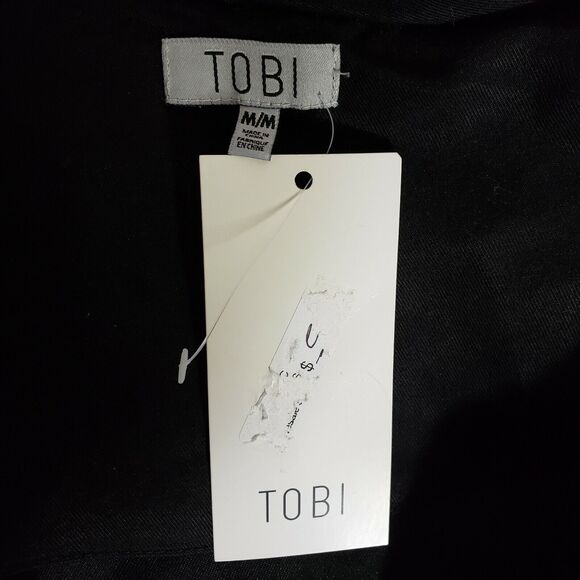 TOBI
M/M
MADE IN
CHINA
FABRIQUÉ
EN CHINE
TOBI